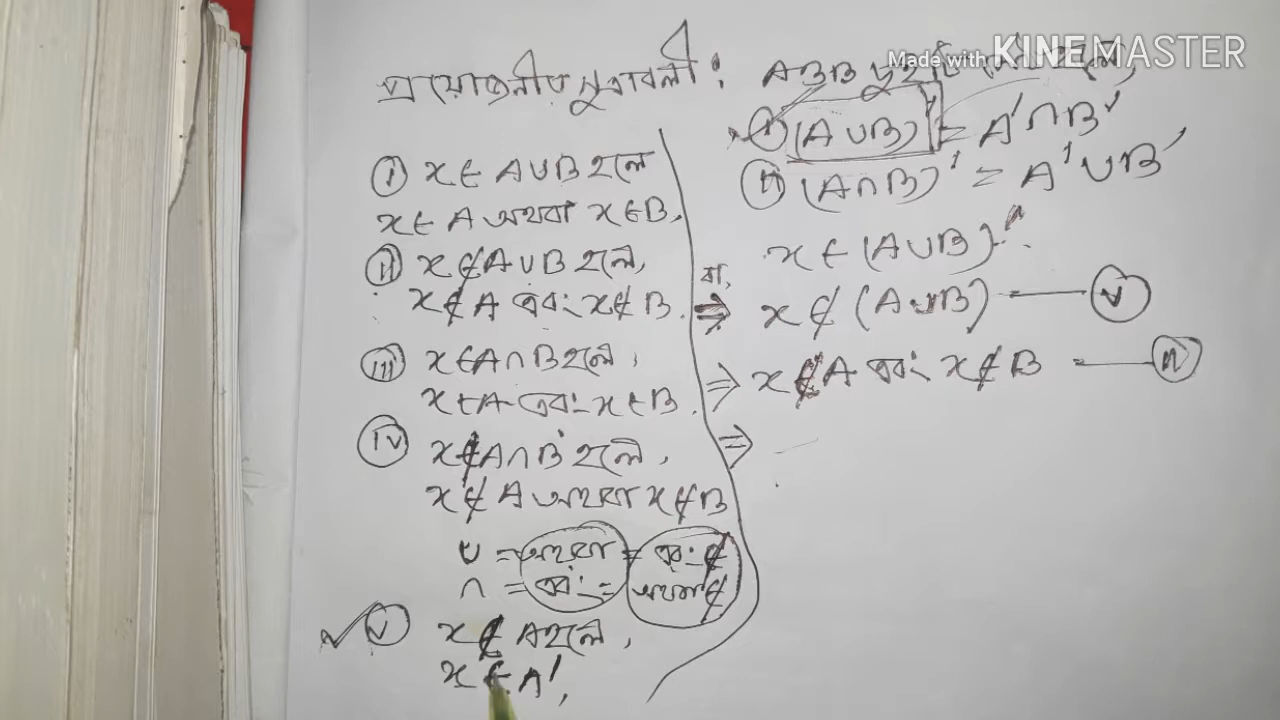 প্রয়োজনীয় সূত্রাবলী :
i x ∈ A ∪ B হলে
x ∈ A অথবা x ∈ B,
ii x ∉ A ∪ B হলে,
x ∉ A এবং x ∉ B.
iii x ∈ A ∩ B হলে,
x ∈ A এবং x ∈ B.
iv x ∉ A ∩ B হলে,
x ∉ A অথবা x ∉ B
∪ = অথবা = এবং ∉
∩ = এবং = অথবা ∉
v x ∉ A হলে,
x ∈ A′,
Made with KINEMASTER
A ও B দুইটি
i (A ∪ B)′ = A′ ∩ B′
ii (A ∩ B)′ = A′ ∪ B′
x ∈ (A ∪ B)′.
বা, ⇒ x ∉ (A ∪ B) — v
⇒ x ∉ A এবং x ∉ B — ii
⇒